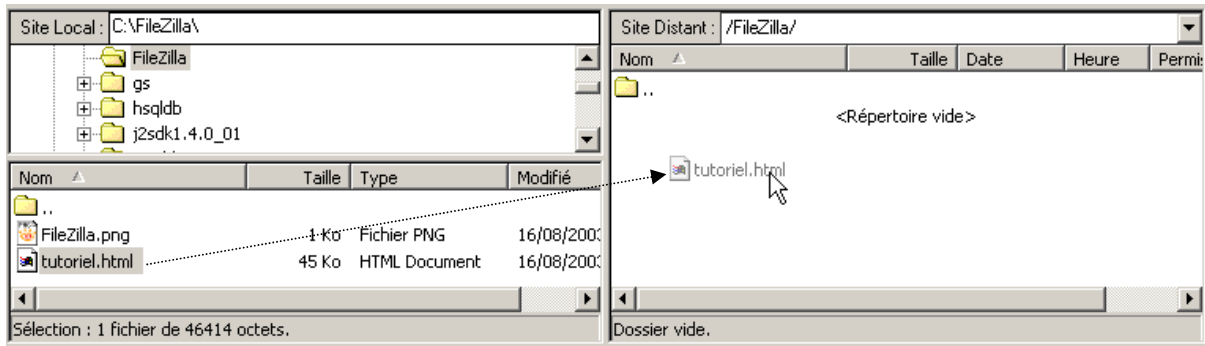 Site Local : C:\FileZilla\
FileZilla
gs
hsqldb
j2sdk1.4.0_01
Nom Taille Type Modifié
..
FileZilla.png 1 Ko Fichier PNG 16/08/2003
tutoriel.html 45 Ko HTML Document 16/08/2003
Sélection : 1 fichier de 46414 octets.
Site Distant : /FileZilla/
Nom Taille Date Heure Permis
..
<Répertoire vide>
tutoriel.html
Dossier vide.